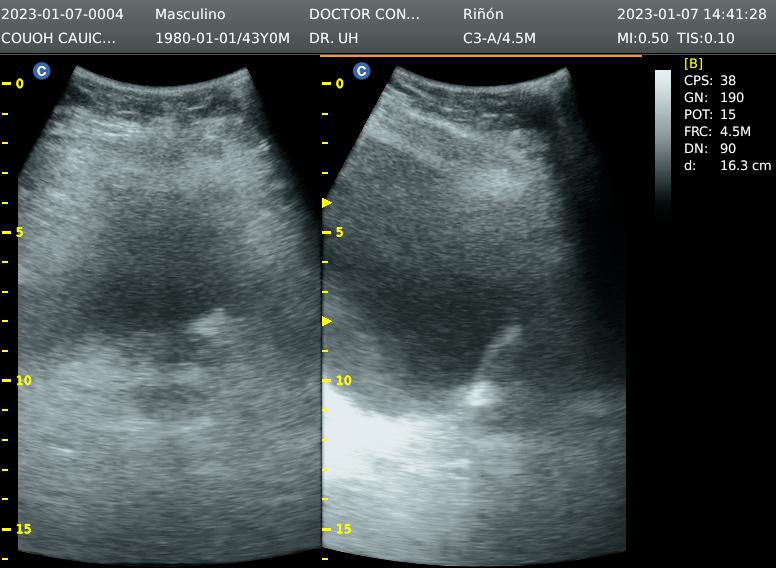 2023-01-07-0004 Masculino DOCTOR CON... Riñón 2023-01-07 14:41:28
COUOH CAUIC... 1980-01-01/43Y0M DR. UH C3-A/4.5M MI:0.50 TIS:0.10
C C
[B]
CPS: 38
GN: 190
POT: 15
FRC: 4.5M
DN: 90
d: 16.3 cm
0 0
5 5
10 10
15 15